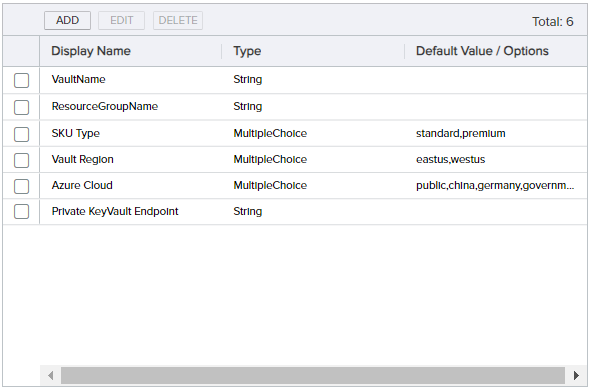 ADD EDIT DELETE Total: 6
Display Name Type Default Value / Options
VaultName String
ResourceGroupName String
SKU Type MultipleChoice standard,premium
Vault Region MultipleChoice eastus,westus
Azure Cloud MultipleChoice public,china,germany,governm...
Private KeyVault Endpoint String